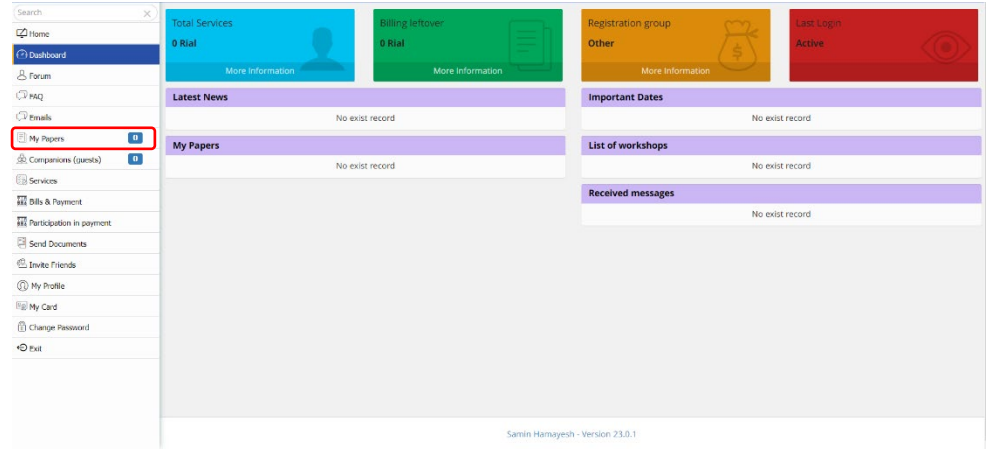 Search
Home
Dashboard
Forum
FAQ
Emails
My Papers 0
Companions (guests) 0
Services
Bills & Payment
Participation in payment
Send Documents
Invite Friends
My Profile
My Card
Change Password
Exit
Total Services
0 Rial
More Information
Billing leftover
0 Rial
More Information
Registration group
Other
More Information
Last Login
Active
Latest News
No exist record
My Papers
No exist record
Important Dates
No exist record
List of workshops
No exist record
Received messages
No exist record
Samin Hamayesh - Version 23.0.1